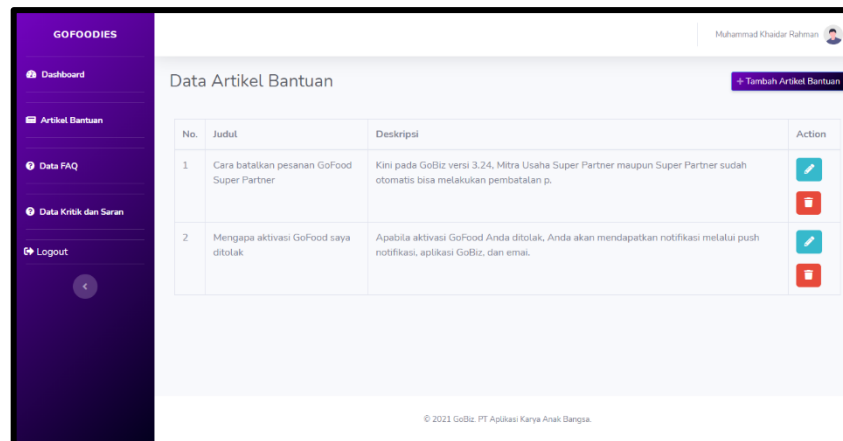 GOFOODIES
Muhammad Khaidar Rahman
Dashboard
Data Artikel Bantuan
+ Tambah Artikel Bantuan
Artikel Bantuan
No. Judul Deskripsi Action
Data FAQ
1 Cara batalkan pesanan GoFood Kini pada GoBiz versi 3.24, Mitra Usaha Super Partner maupun Super Partner sudah
Super Partner otomatis bisa melakukan pembatalan p.
Data Kritik dan Saran
2 Mengapa aktivasi GoFood saya Apabila aktivasi GoFood Anda ditolak, Anda akan mendapatkan notifikasi melalui push
ditolak notifikasi, aplikasi GoBiz, dan emai.
Logout
© 2021 GoBiz. PT Aplikasi Karya Anak Bangsa.